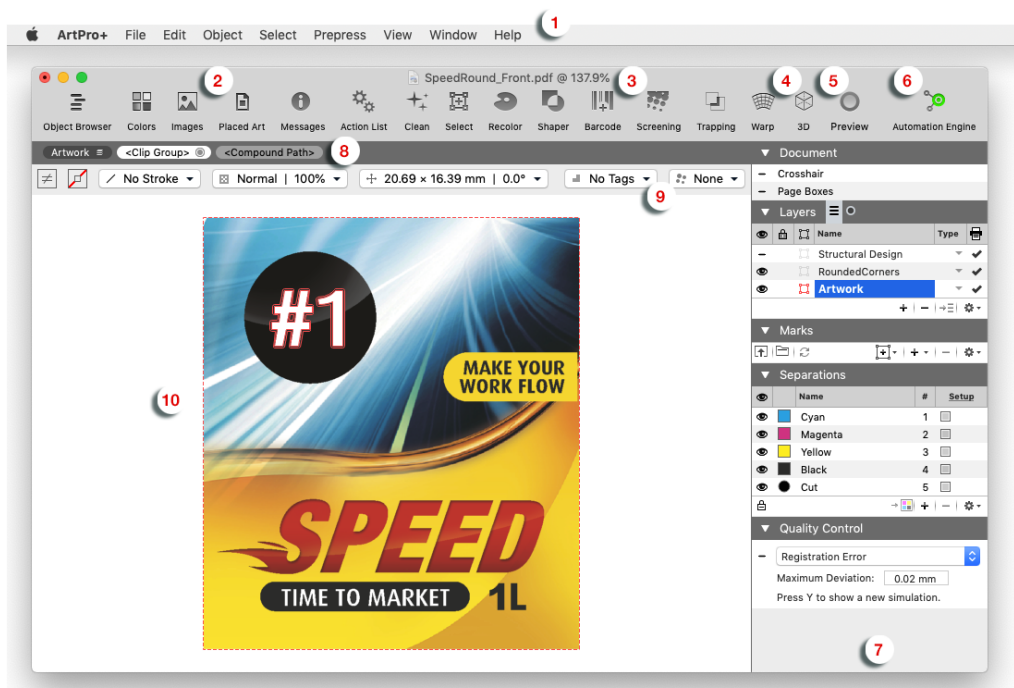 1
ArtPro+ File Edit Object Select Prepress View Window Help
2 3 4 5 6
SpeedRound_Front.pdf @ 137.9%
Object Browser Colors Images Placed Art Messages Action List Clean Select Recolor Shaper Barcode Screening Trapping Warp 3D Preview Automation Engine
Artwork <Clip Group> <Compound Path> 8
No Stroke Normal | 100% 20.69 × 16.39 mm | 0.0° No Tags None
9
Document
Crosshair
Page Boxes
Layers
Name Type
Structural Design
RoundedCorners
Artwork
Marks
Separations
Name # Setup
Cyan 1
Magenta 2
Yellow 3
Black 4
Cut 5
Quality Control
Registration Error
Maximum Deviation: 0.02 mm
Press Y to show a new simulation.
7
#1
MAKE YOUR
WORK FLOW
10
SPEED
TIME TO MARKET 1L